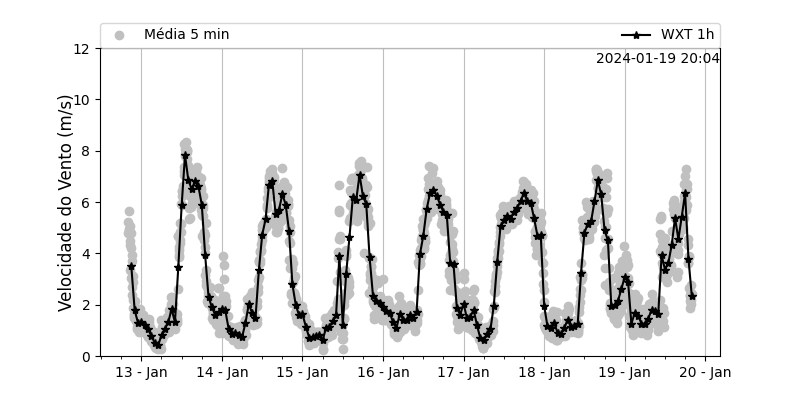 Média 5 min WXT 1h
2024-01-19 20:04
Velocidade do Vento (m/s)
12
10
8
6
4
2
0
13 - Jan 14 - Jan 15 - Jan 16 - Jan 17 - Jan 18 - Jan 19 - Jan 20 - Jan